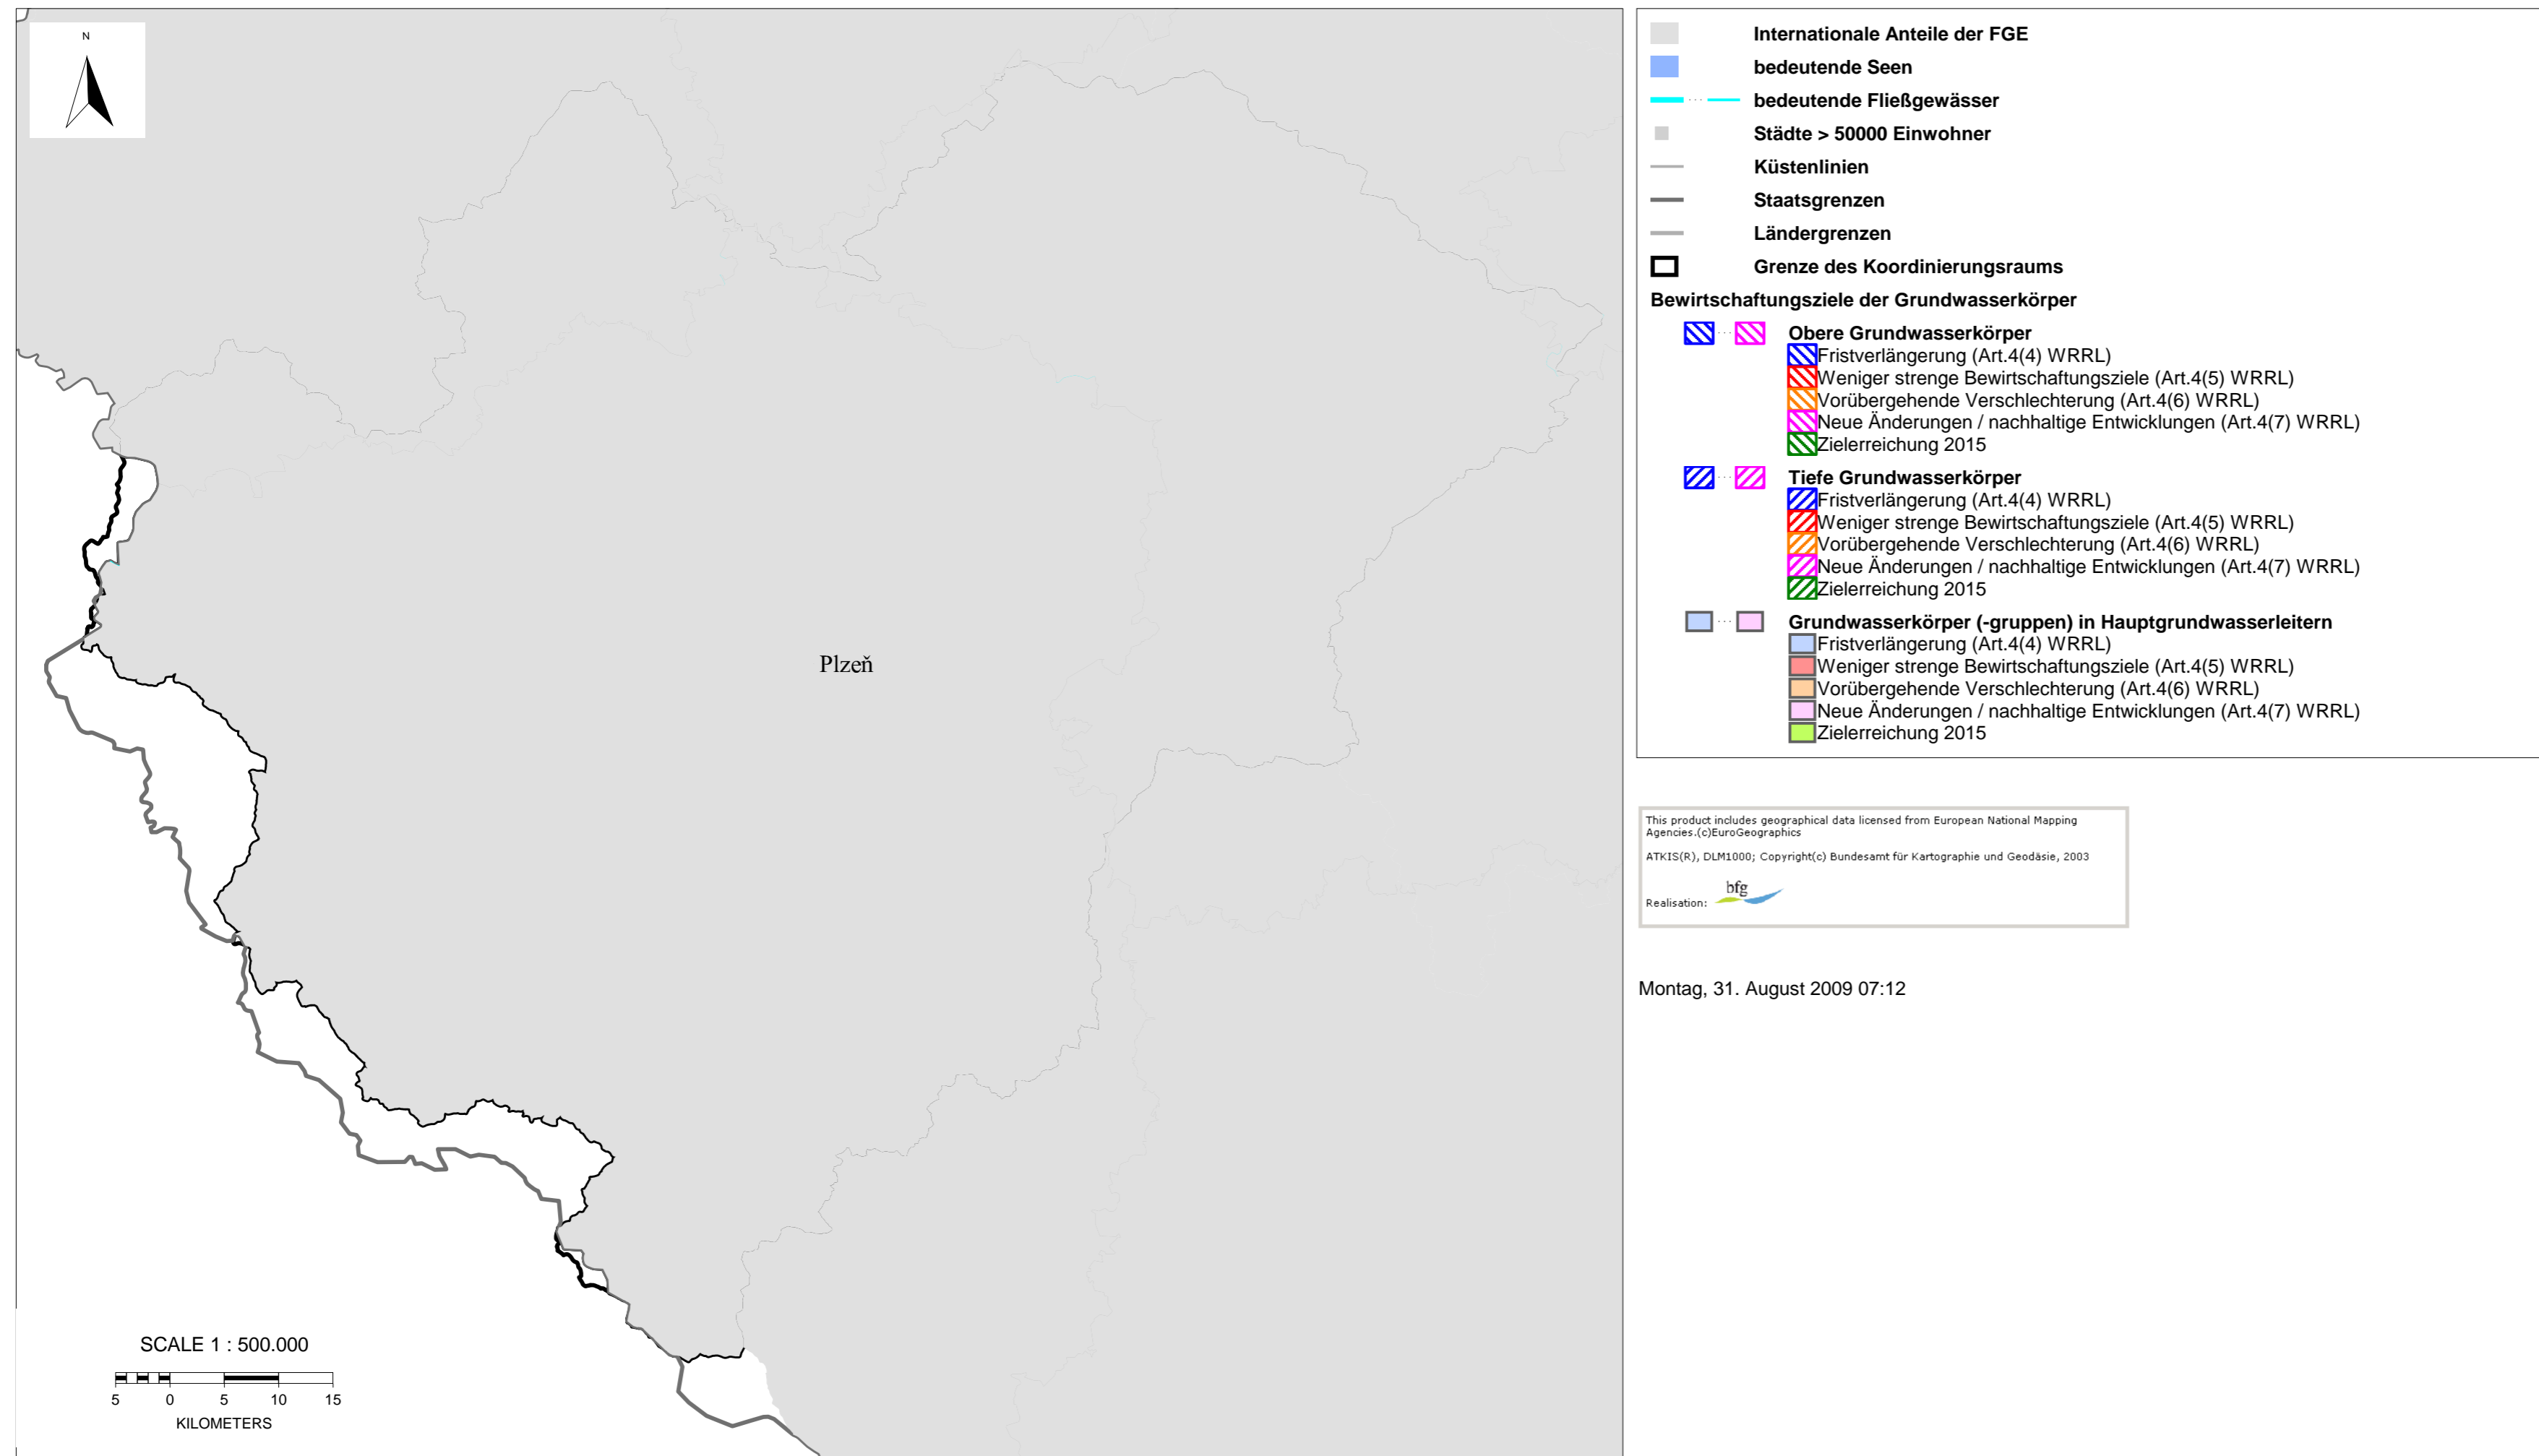 N
Plzeň
SCALE 1 : 500.000
5 0 5 10 15
KILOMETERS
Internationale Anteile der FGE
bedeutende Seen
bedeutende Fließgewässer
Städte > 50000 Einwohner
Küstenlinien
Staatsgrenzen
Ländergrenzen
Grenze des Koordinierungsraums
Bewirtschaftungsziele der Grundwasserkörper
Obere Grundwasserkörper
Fristverlängerung (Art.4(4) WRRL)
Weniger strenge Bewirtschaftungsziele (Art.4(5) WRRL)
Vorübergehende Verschlechterung (Art.4(6) WRRL)
Neue Änderungen / nachhaltige Entwicklungen (Art.4(7) WRRL)
Zielerreichung 2015
Tiefe Grundwasserkörper
Fristverlängerung (Art.4(4) WRRL)
Weniger strenge Bewirtschaftungsziele (Art.4(5) WRRL)
Vorübergehende Verschlechterung (Art.4(6) WRRL)
Neue Änderungen / nachhaltige Entwicklungen (Art.4(7) WRRL)
Zielerreichung 2015
Grundwasserkörper (-gruppen) in Hauptgrundwasserleitern
Fristverlängerung (Art.4(4) WRRL)
Weniger strenge Bewirtschaftungsziele (Art.4(5) WRRL)
Vorübergehende Verschlechterung (Art.4(6) WRRL)
Neue Änderungen / nachhaltige Entwicklungen (Art.4(7) WRRL)
Zielerreichung 2015
This product includes geographical data licensed from European National Mapping
Agencies.(c)EuroGeographics
ATKIS(R), DLM1000; Copyright(c) Bundesamt für Kartographie und Geodäsie, 2003
Realisation: bfg
Montag, 31. August 2009 07:12